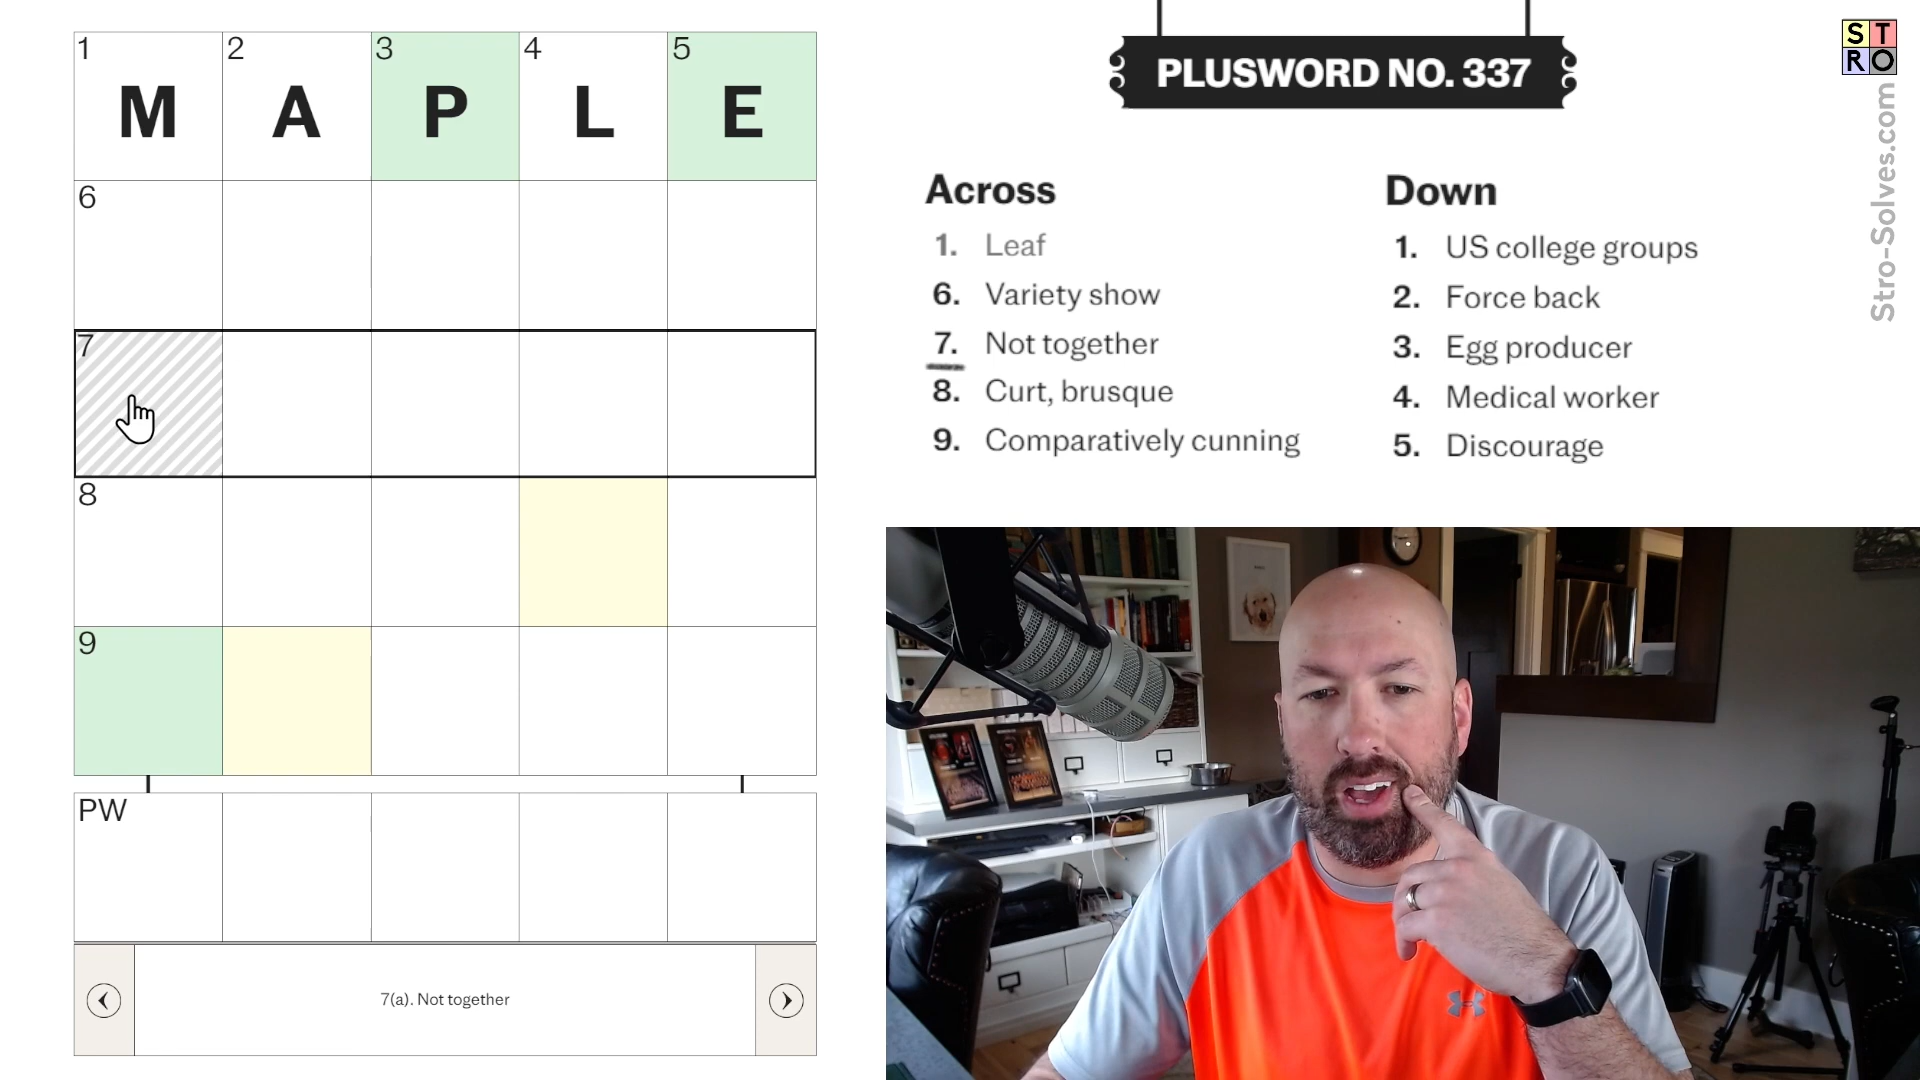 1 2 3 4 5
M A P L E
6
7
8
9
PW
7(a). Not together
PLUSWORD NO. 337
Across
1. Leaf
6. Variety show
7. Not together
8. Curt, brusque
9. Comparatively cunning
Down
1. US college groups
2. Force back
3. Egg producer
4. Medical worker
5. Discourage
S T
R O
Stro-Solves.com